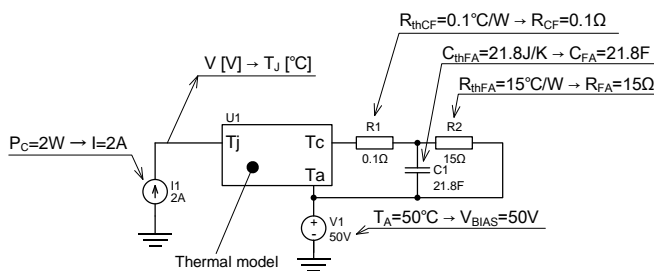 R_thCF=0.1℃/W → R_CF=0.1Ω
C_thFA=21.8J/K → C_FA=21.8F
V [V] → T_J [℃]
R_thFA=15℃/W → R_FA=15Ω
U1
P_C=2W → I=2A
Tj
Tc
R1
R2
0.1Ω
15Ω
C1
21.8F
Ta
I1
2A
V1
50V
T_A=50℃ → V_BIAS=50V
Thermal model